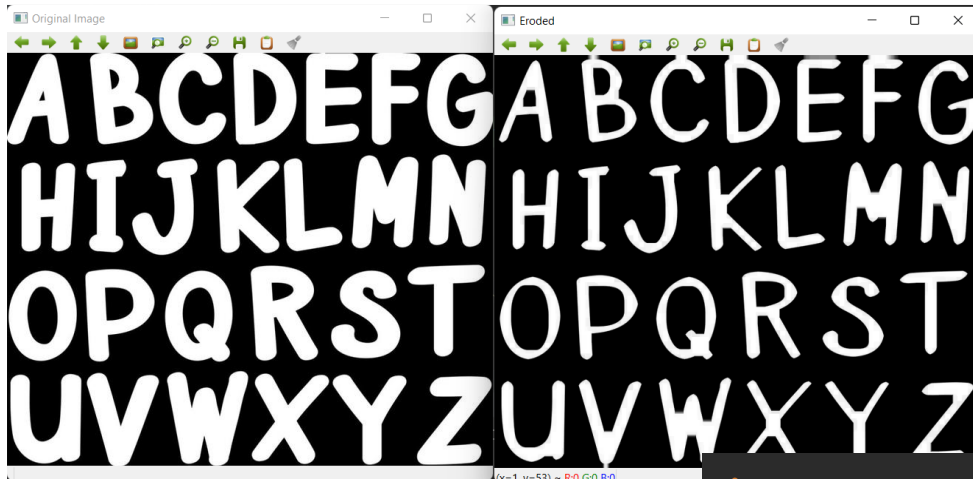 Original Image
ABCDEFG
HIJKLMN
OPQRST
UVWXYZ
Eroded
ABCDEFG
HIJKLMN
OPQRST
UVWXYZ
(x=1, y=53) ~ R:0 G:0 B:0